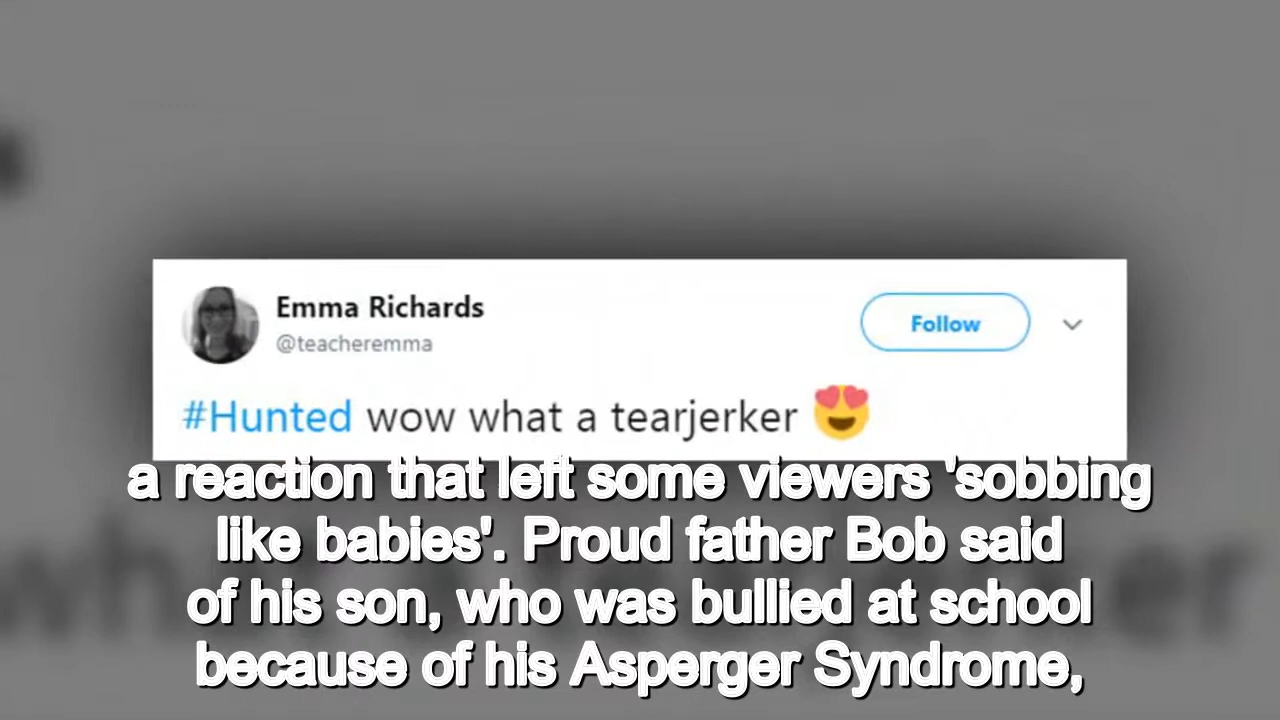 Emma Richards
@teacheremma
Follow
#Hunted wow what a tearjerker 😍
a reaction that left some viewers 'sobbing
like babies'. Proud father Bob said
of his son, who was bullied at school
because of his Asperger Syndrome,